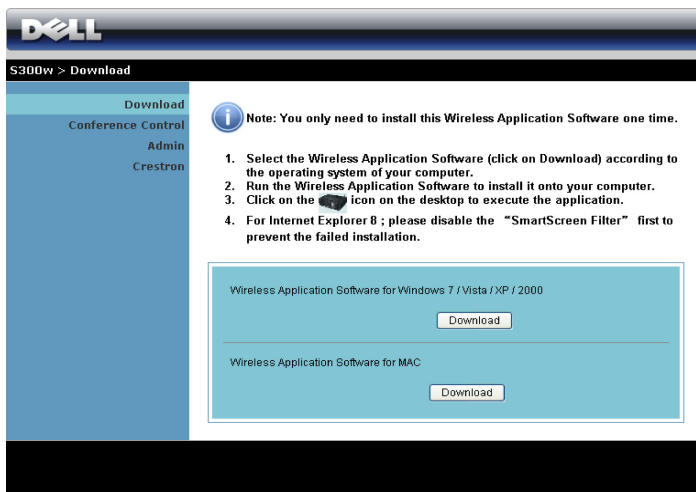 DELL
S300w > Download
Download
Conference Control
Admin
Crestron
Note: You only need to install this Wireless Application Software one time.
1. Select the Wireless Application Software (click on Download) according to
the operating system of your computer.
2. Run the Wireless Application Software to install it onto your computer.
3. Click on the icon on the desktop to execute the application.
4. For Internet Explorer 8 ; please disable the “SmartScreen Filter” first to
prevent the failed installation.
Wireless Application Software for Windows 7 / Vista / XP / 2000
Download
Wireless Application Software for MAC
Download